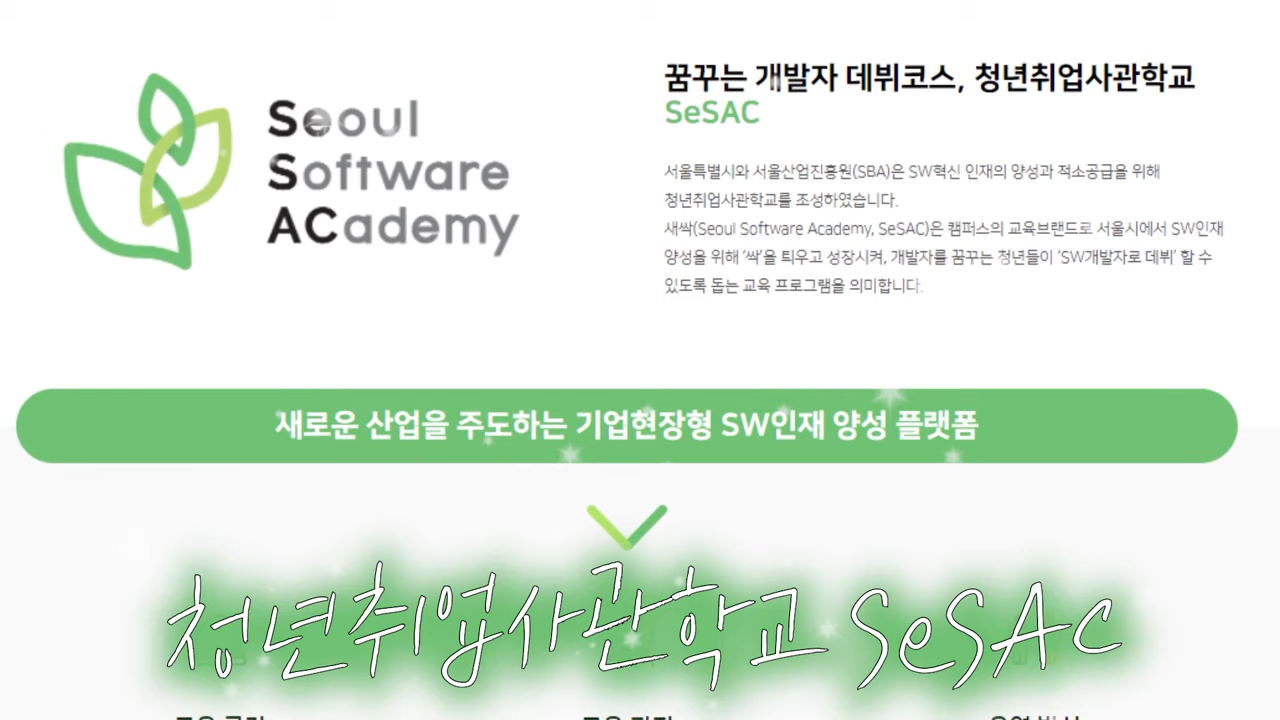 Seoul
Software
ACademy
꿈꾸는 개발자 데뷔코스, 청년취업사관학교
SeSAC
서울특별시와 서울산업진흥원(SBA)은 SW혁신 인재의 양성과 적소공급을 위해
청년취업사관학교를 조성하였습니다.
새싹(Seoul Software Academy, SeSAC)은 캠퍼스의 교육브랜드로 서울시에서 SW인재
양성을 위해 ‘싹’을 틔우고 성장시켜, 개발자를 꿈꾸는 청년들이 ‘SW개발자로 데뷔’ 할 수
있도록 돕는 교육 프로그램을 의미합니다.
새로운 산업을 주도하는 기업현장형 SW인재 양성 플랫폼
청년취업사관학교 SeSAC